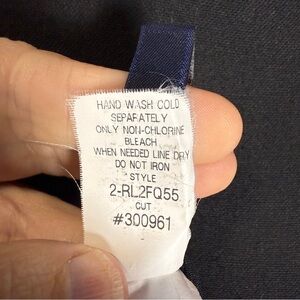 HAND WASH COLD
SEPARATELY
ONLY NON-CHLORINE
BLEACH
WHEN NEEDED LINE DRY
DO NOT IRON
STYLE
2-RL2FQ55
CUT
#300961